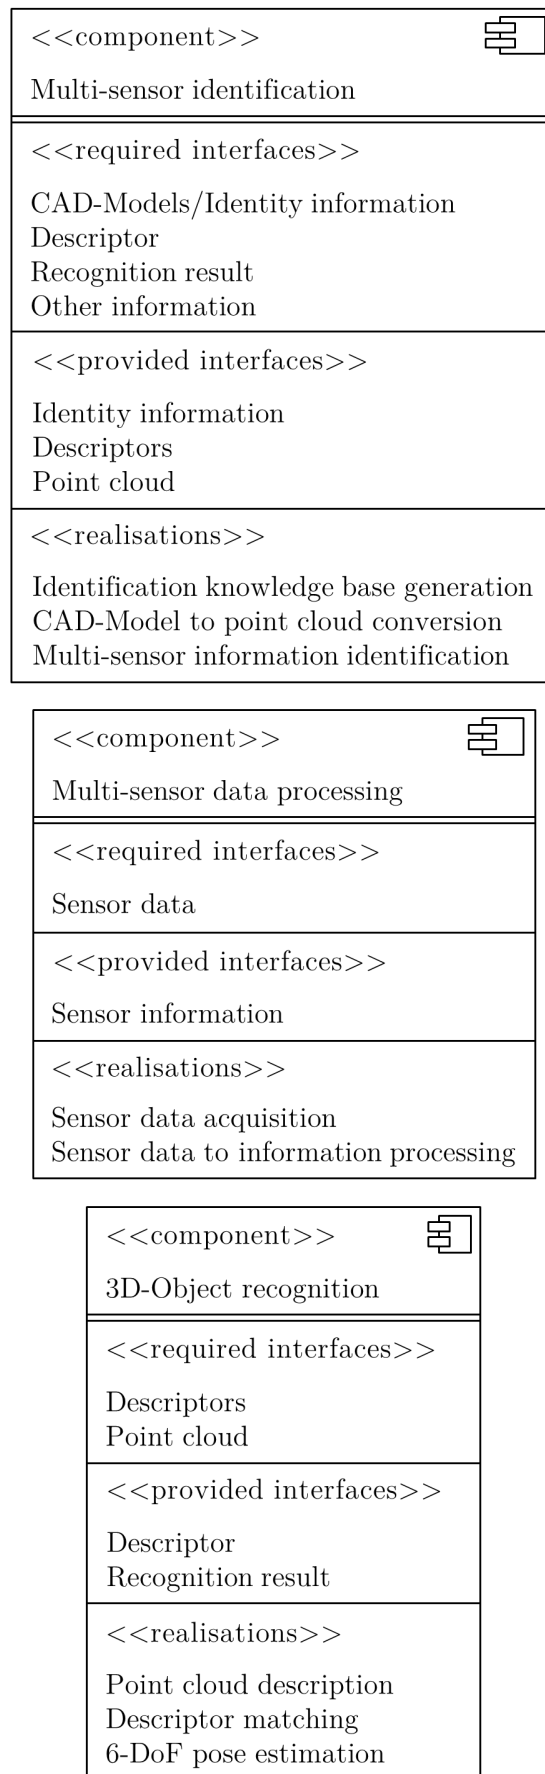 <<component>>
Multi-sensor identification
<<required interfaces>>
CAD-Models/Identity information
Descriptor
Recognition result
Other information
<<provided interfaces>>
Identity information
Descriptors
Point cloud
<<realisations>>
Identification knowledge base generation
CAD-Model to point cloud conversion
Multi-sensor information identification
<<component>>
Multi-sensor data processing
<<required interfaces>>
Sensor data
<<provided interfaces>>
Sensor information
<<realisations>>
Sensor data acquisition
Sensor data to information processing
<<component>>
3D-Object recognition
<<required interfaces>>
Descriptors
Point cloud
<<provided interfaces>>
Descriptor
Recognition result
<<realisations>>
Point cloud description
Descriptor matching
6-DoF pose estimation